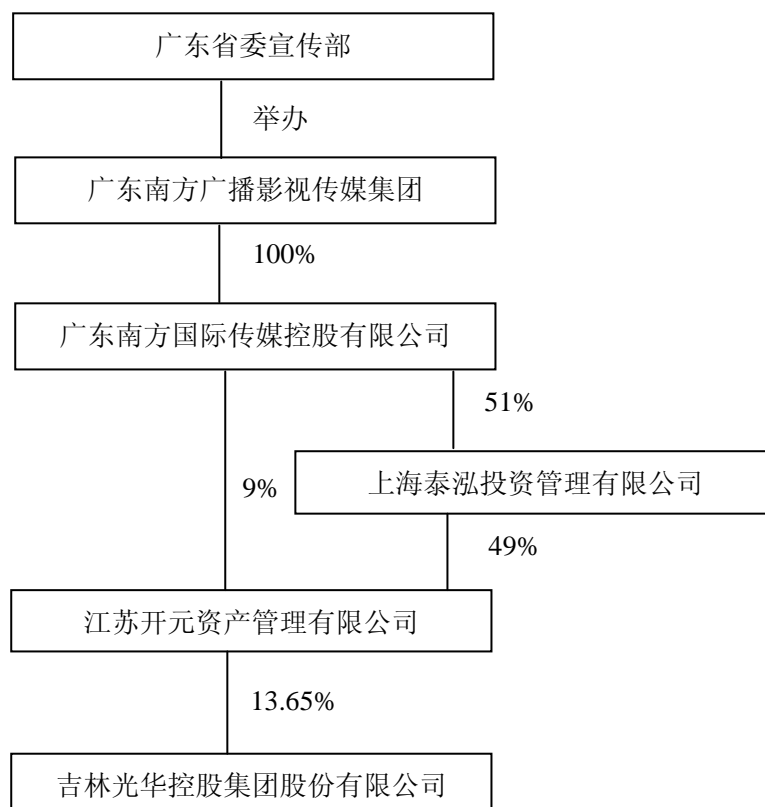 广东省委宣传部
举办
广东南方广播影视传媒集团
100%
广东南方国际传媒控股有限公司
51%
9%
上海泰泓投资管理有限公司
49%
江苏开元资产管理有限公司
13.65%
吉林光华控股集团股份有限公司